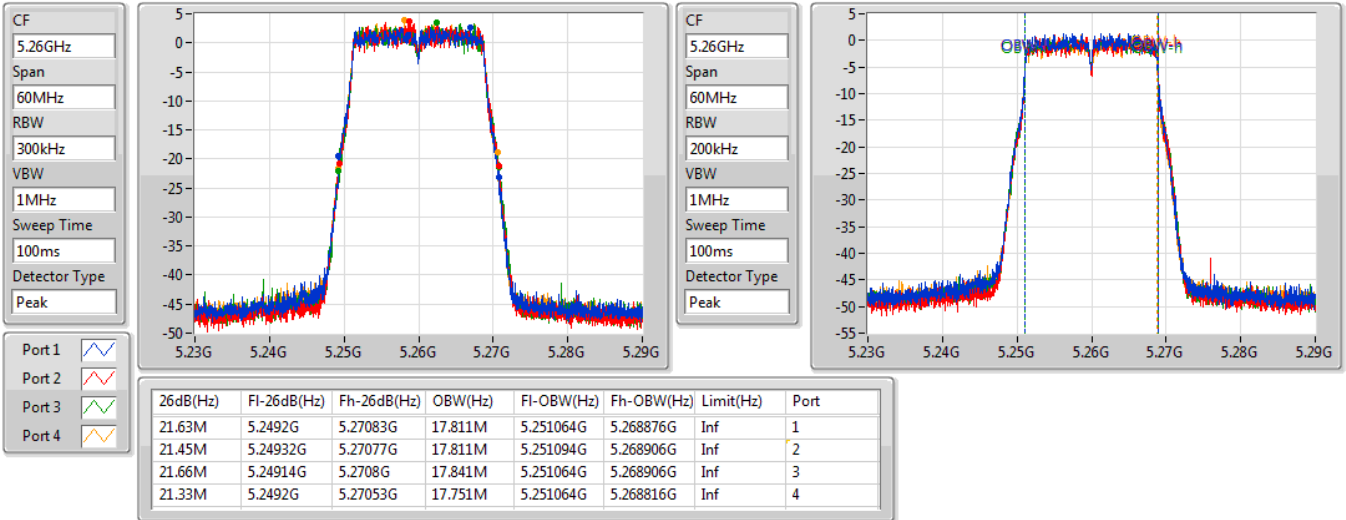 CF
5.26GHz
Span
60MHz
RBW
300kHz
VBW
1MHz
Sweep Time
100ms
Detector Type
Peak
5-
0-
-5-
-10-
-15-
-20-
-25-
-30-
-35-
-40-
-45-
-50-
5.23G 5.24G 5.25G 5.26G 5.27G 5.28G 5.29G
CF
5.26GHz
Span
60MHz
RBW
200kHz
VBW
1MHz
Sweep Time
100ms
Detector Type
Peak
5-
0-
-5-
-10-
-15-
-20-
-25-
-30-
-35-
-40-
-45-
-50-
-55-
OBW-h
5.23G 5.24G 5.25G 5.26G 5.27G 5.28G 5.29G
Port 1
Port 2
Port 3
Port 4
26dB(Hz) Fl-26dB(Hz) Fh-26dB(Hz) OBW(Hz) Fl-OBW(Hz) Fh-OBW(Hz) Limit(Hz) Port
21.63M 5.2492G 5.27083G 17.811M 5.251064G 5.268876G Inf 1
21.45M 5.24932G 5.27077G 17.811M 5.251094G 5.268906G Inf 2
21.66M 5.24914G 5.2708G 17.841M 5.251064G 5.268906G Inf 3
21.33M 5.2492G 5.27053G 17.751M 5.251064G 5.268816G Inf 4